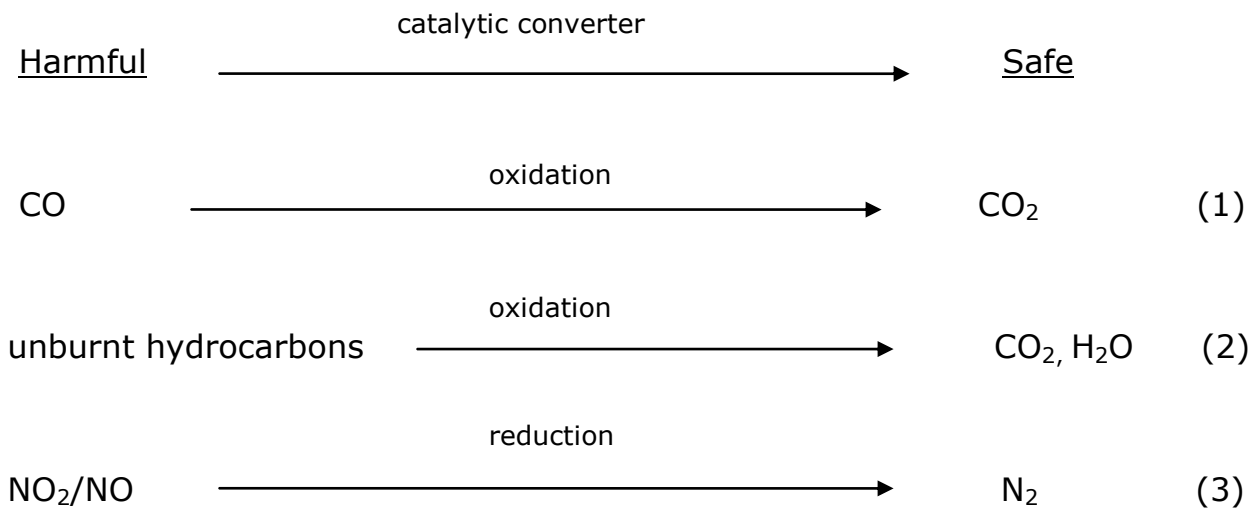 catalytic converter
Harmful Safe
oxidation
CO CO₂ (1)
oxidation
unburnt hydrocarbons CO₂, H₂O (2)
reduction
NO₂/NO N₂ (3)